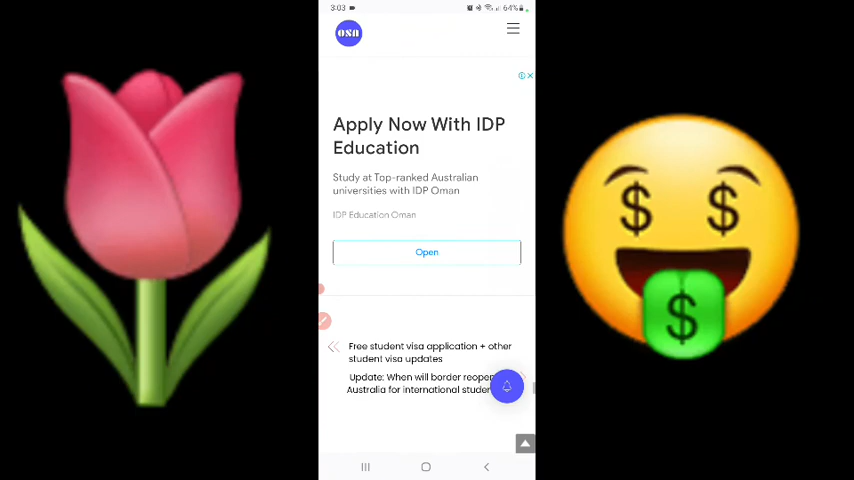 3:03
64%
osa
Apply Now With IDP
Education
Study at Top-ranked Australian
universities with IDP Oman
IDP Education Oman
Open
Free student visa application + other
student visa updates
Update: When will border reopen
Australia for international studen
$ $
$